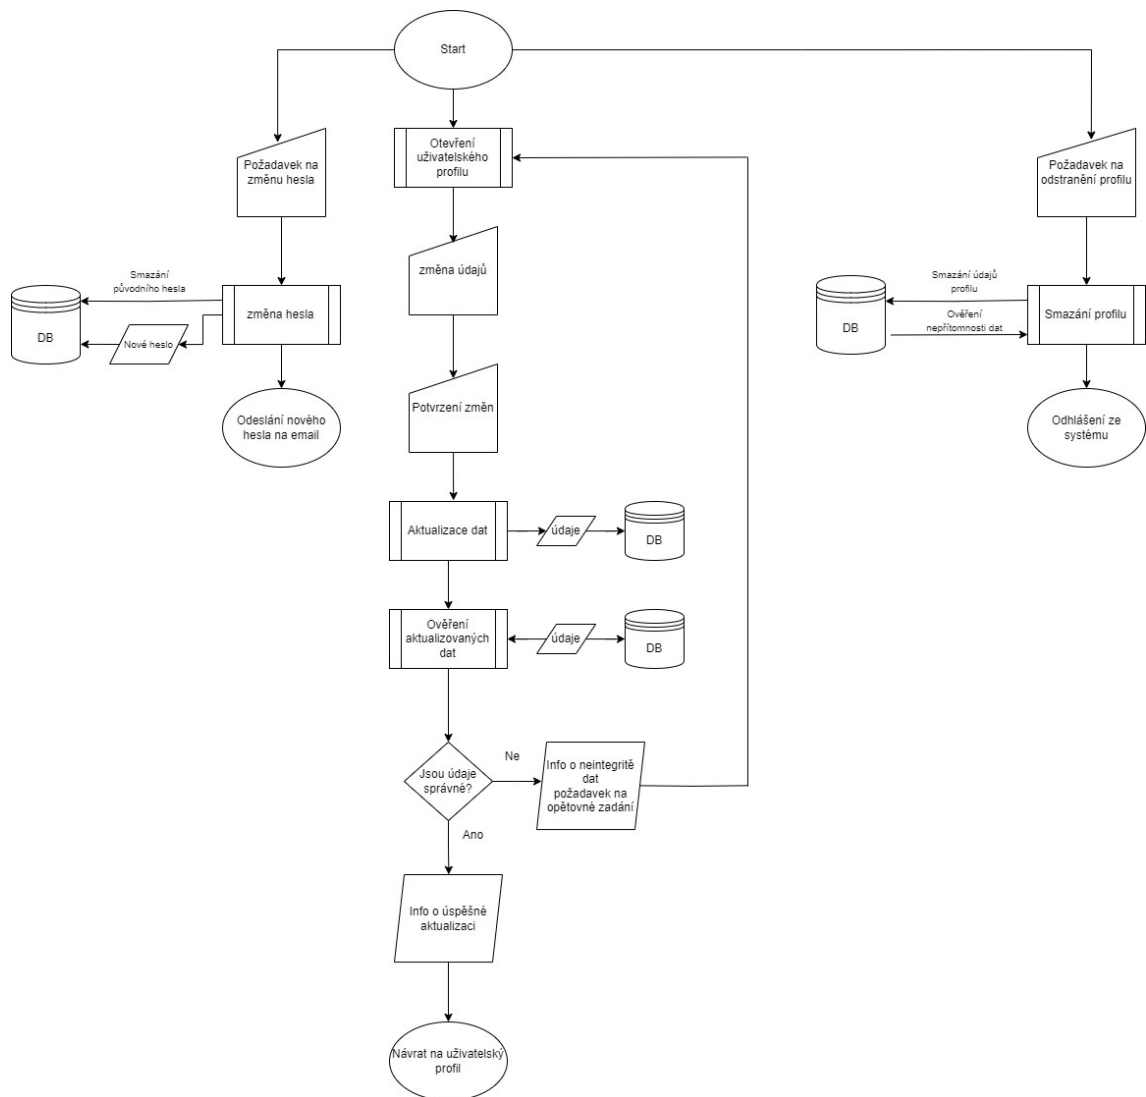 Start
Požadavek na
změnu hesla
Otevření
uživatelského
profilu
Požadavek na
odstranění profilu
změna údajů
Smazání
původního hesla
DB
Nové heslo
změna hesla
Smazání údajů
profilu
DB
Ověření
nepřítomnosti dat
Smazání profilu
Odeslání nového
hesla na email
Potvrzení změn
Odhlášení ze
systému
Aktualizace dat
údaje
DB
Ověření
aktualizovaných
dat
údaje
DB
Jsou údaje
správné?
Ne
Info o neintegritě
dat
požadavek na
opětovné zadání
Ano
Info o úspěšné
aktualizaci
Návrat na uživatelský
profil